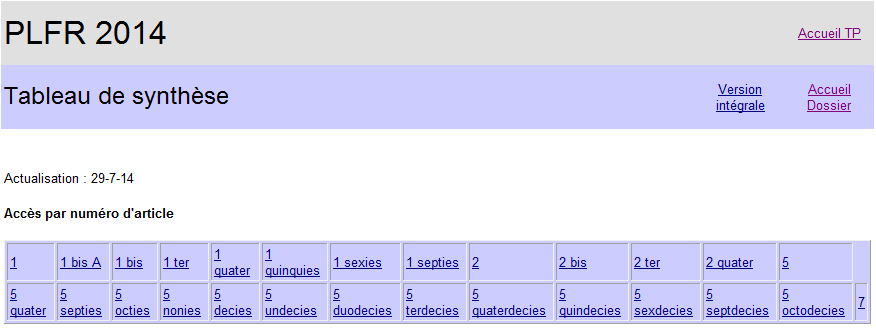 PLFR 2014
Accueil TP
Tableau de synthèse
Version intégrale
Accueil Dossier
Actualisation : 29-7-14
Accès par numéro d'article
1 1 bis A 1 bis 1 ter 1 quater 1 quinquies 1 sexies 1 septies 2 2 bis 2 ter 2 quater 5
5 quater 5 septies 5 octies 5 nonies 5 decies 5 undecies 5 duodecies 5 terdecies 5 quaterdecies 5 quindecies 5 sexdecies 5 septdecies 5 octodecies 7